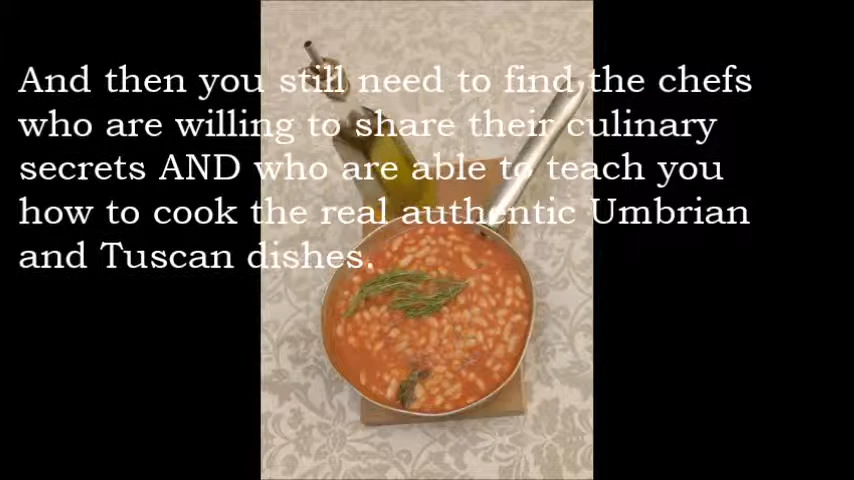 And then you still need to find the chefs
who are willing to share their culinary
secrets AND who are able to teach you
how to cook the real authentic Umbrian
and Tuscan dishes.